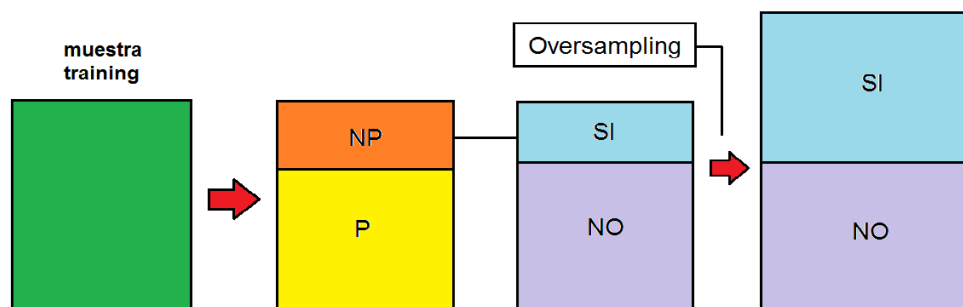 muestra
training
NP
P
SI
NO
Oversampling
SI
NO